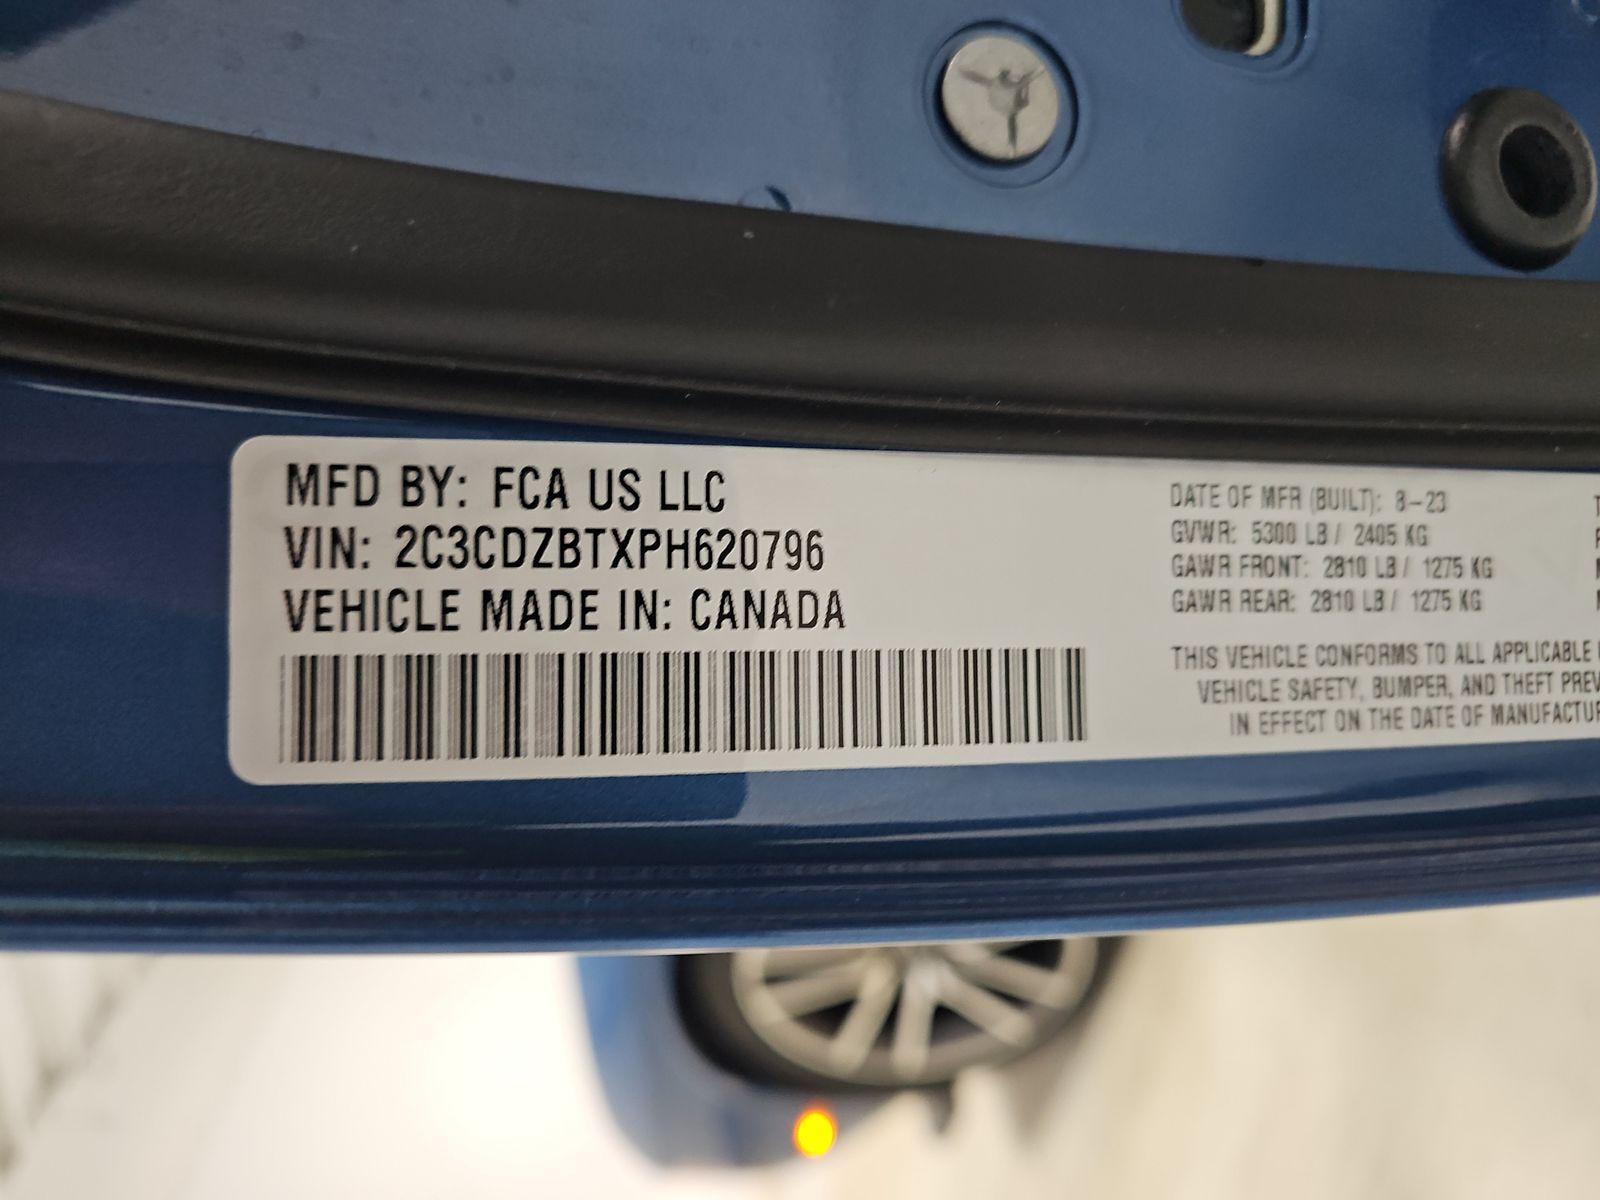 MFD BY: FCA US LLC
VIN: 2C3CDZBTXPH620796
VEHICLE MADE IN: CANADA
DATE OF MFR (BUILT): 8-23
GVWR: 5300 LB / 2405 KG
GAWR FRONT: 2810 LB / 1275 KG
GAWR REAR: 2810 LB / 1275 KG
THIS VEHICLE CONFORMS TO ALL APPLICABLE
VEHICLE SAFETY, BUMPER, AND THEFT PREV
IN EFFECT ON THE DATE OF MANUFACTUR